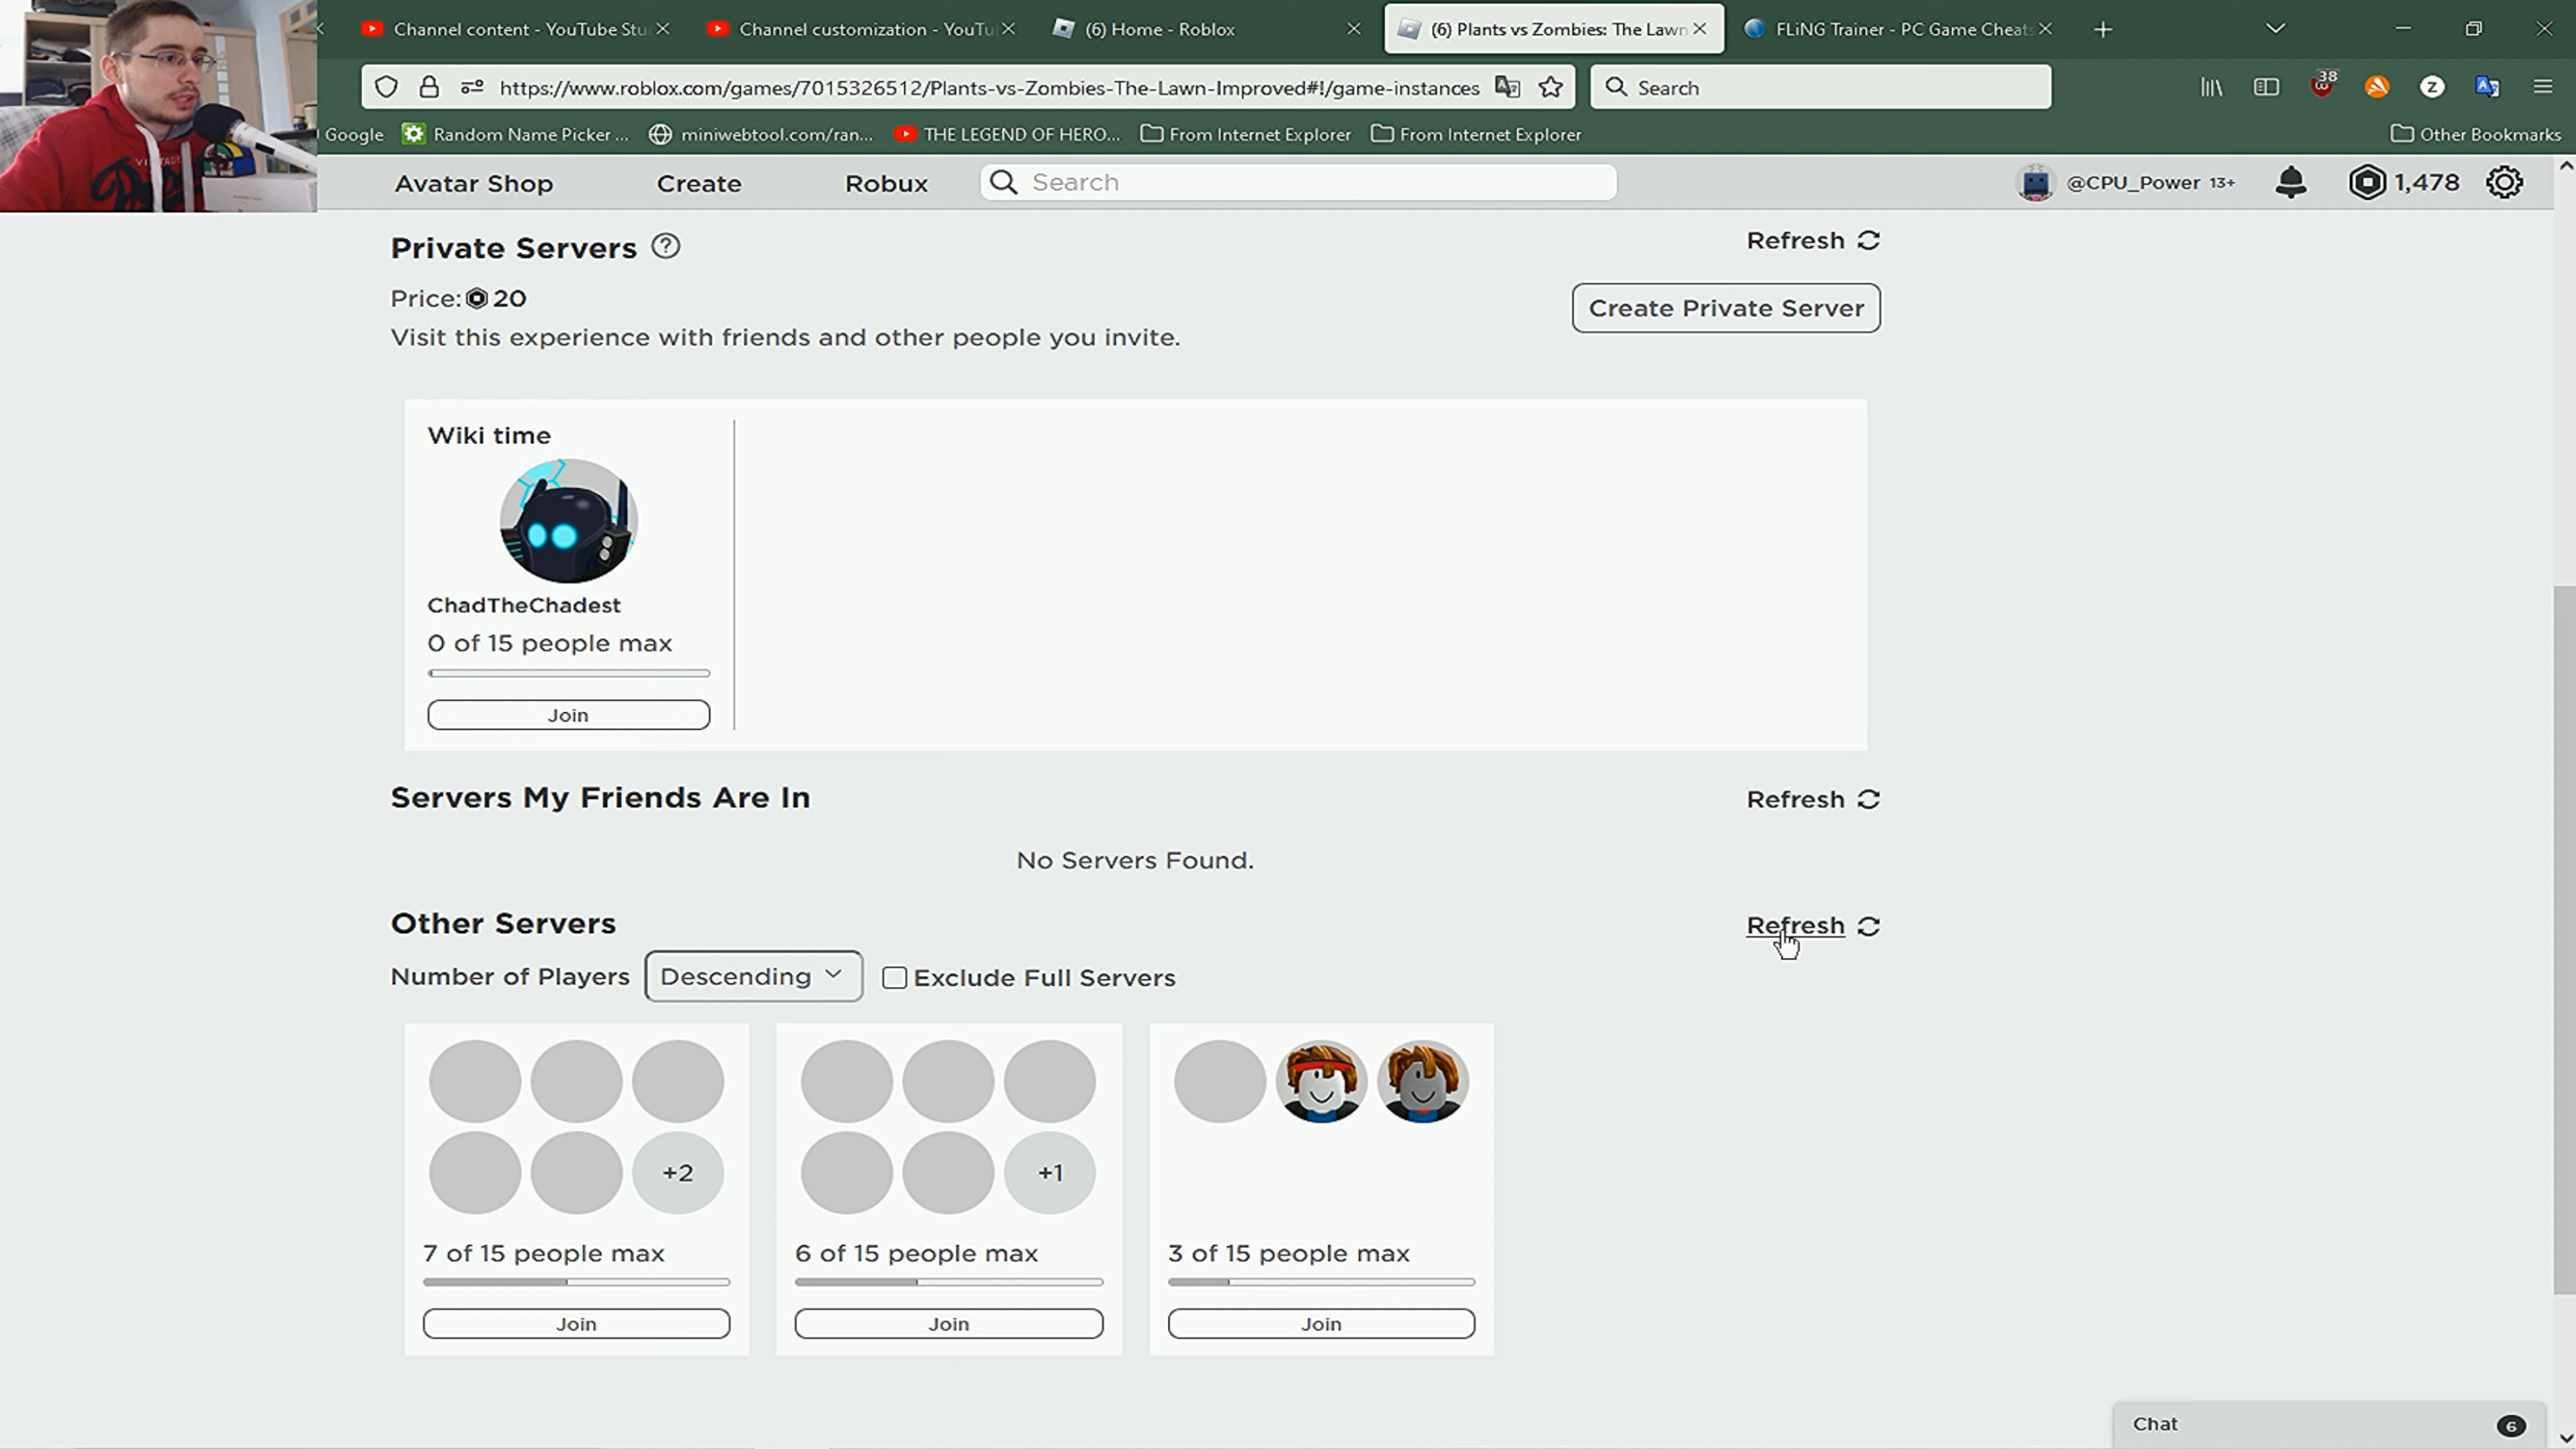 Channel content - YouTube Stu
Channel customization - YouTu
(6) Home - Roblox
(6) Plants vs Zombies: The Lawn
FLiNG Trainer - PC Game Cheats
https://www.roblox.com/games/7015326512/Plants-vs-Zombies-The-Lawn-Improved#!/game-instances
Search
38
Google
Random Name Picker ...
miniwebtool.com/ran...
THE LEGEND OF HERO...
From Internet Explorer
From Internet Explorer
Other Bookmarks
Avatar Shop
Create
Robux
Search
@CPU_Power 13+
1,478
Private Servers
Refresh
Price: 20
Create Private Server
Visit this experience with friends and other people you invite.
Wiki time
ChadTheChadest
0 of 15 people max
Join
Servers My Friends Are In
Refresh
No Servers Found.
Other Servers
Refresh
Number of Players
Descending
Exclude Full Servers
+2
+1
7 of 15 people max
6 of 15 people max
3 of 15 people max
Join
Join
Join
Chat
6